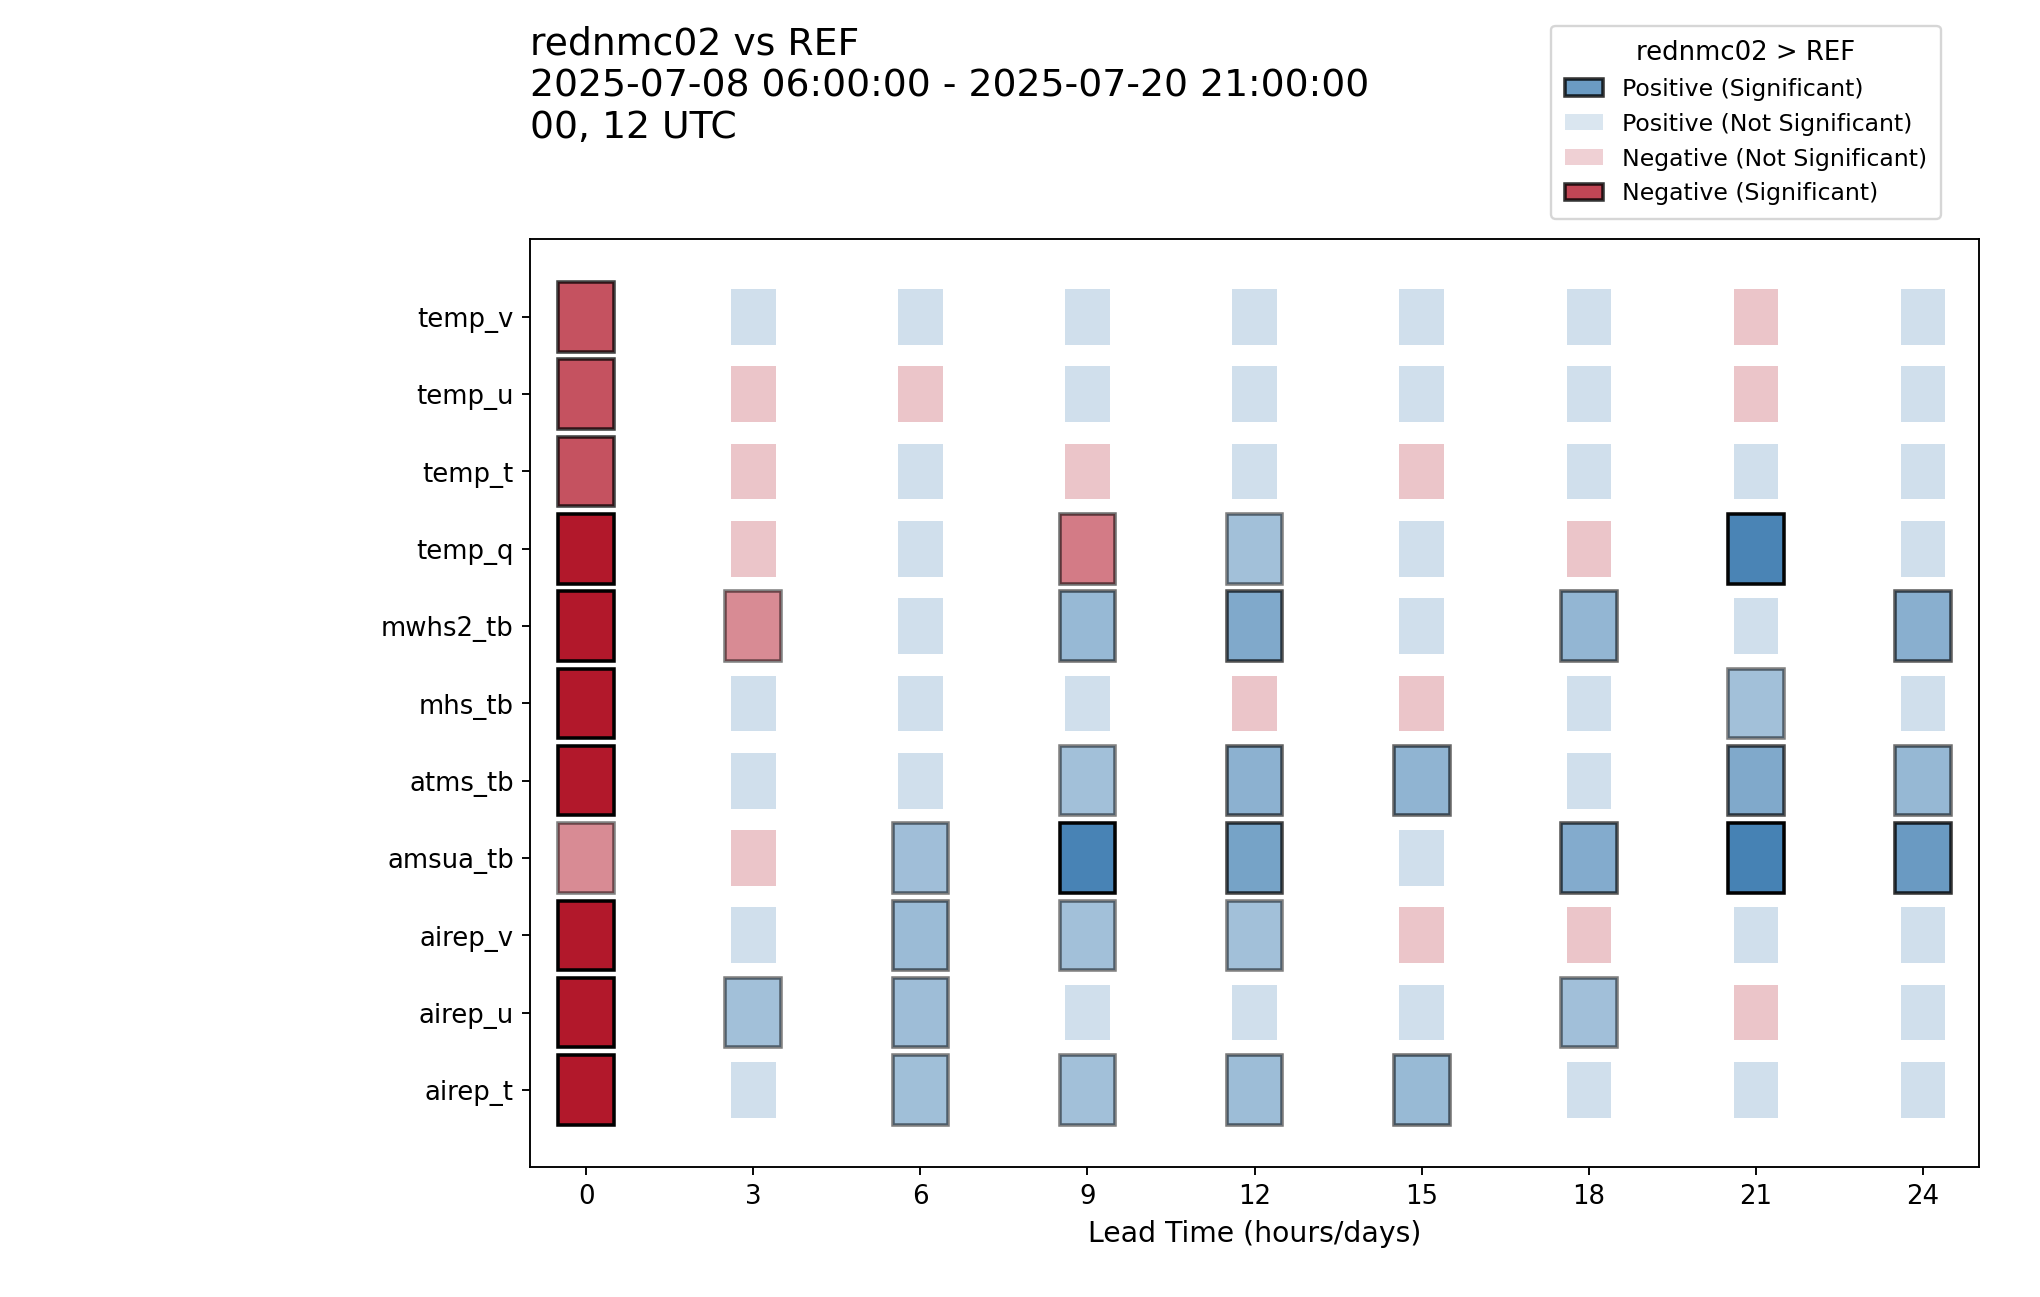 rednmc02 vs REF
2025-07-08 06:00:00 - 2025-07-20 21:00:00
00, 12 UTC
rednmc02 > REF
Positive (Significant)
Positive (Not Significant)
Negative (Not Significant)
Negative (Significant)
temp_v
temp_u
temp_t
temp_q
mwhs2_tb
mhs_tb
atms_tb
amsua_tb
airep_v
airep_u
airep_t
0 3 6 9 12 15 18 21 24
Lead Time (hours/days)